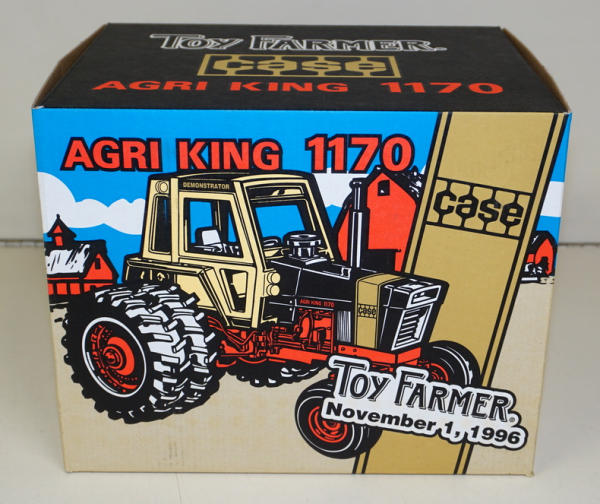 TOY FARMER.
case
AGRI KING 1170
AGRI KING 1170
DEMONSTRATOR
case
AGRI KING 1170
case
TOY FARMER®
November 1, 1996